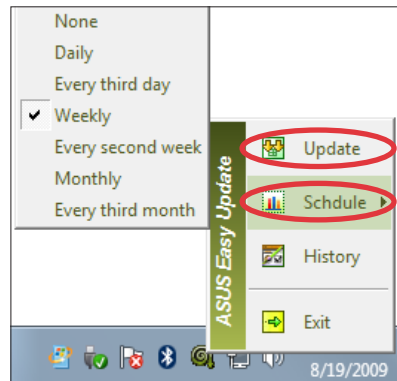 None
Daily
Every third day
Weekly
Every second week
Monthly
Every third month
ASUS Easy Update
Update
Schdule
History
Exit
8/19/2009